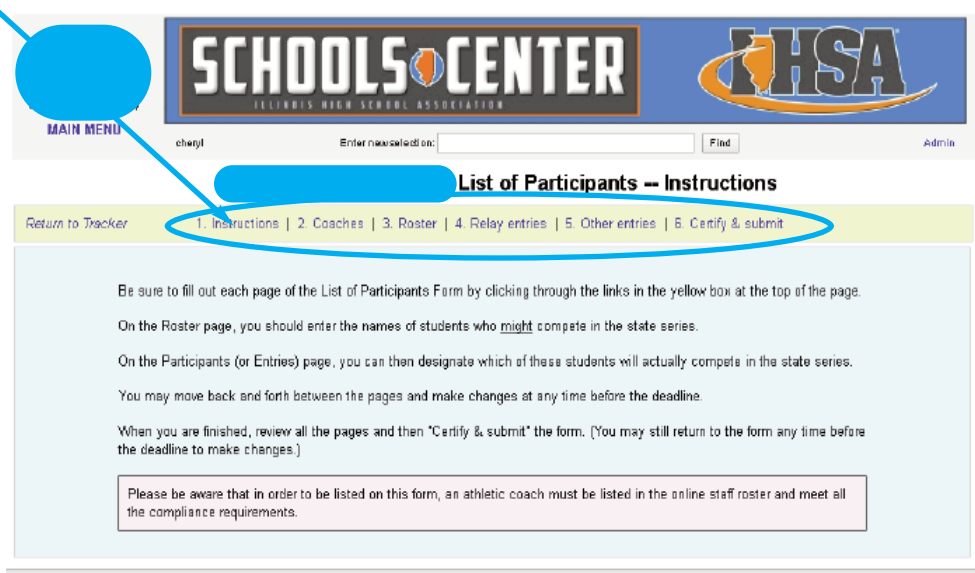 SCHOOLS CENTER
ILLINOIS HIGH SCHOOL ASSOCIATION
IHSA
MAIN MENU
cheryl
Enter new selection:
Find
Admin
List of Participants -- Instructions
Return to Tracker
1. Instructions | 2. Coaches | 3. Roster | 4. Relay entries | 5. Other entries | 6. Certify & submit
Be sure to fill out each page of the List of Participants Form by clicking through the links in the yellow box at the top of the page.
On the Roster page, you should enter the names of students who might compete in the state series.
On the Participants (or Entries) page, you can then designate which of these students will actually compete in the state series.
You may move back and forth between the pages and make changes at any time before the deadline.
When you are finished, review all the pages and then "Certify & submit" the form. (You may still return to the form any time before
the deadline to make changes.)
Please be aware that in order to be listed on this form, an athletic coach must be listed in the online staff roster and meet all
the compliance requirements.